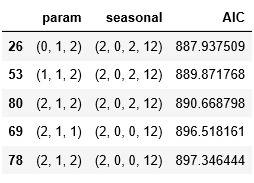 param seasonal AIC
26 (0, 1, 2) (2, 0, 2, 12) 887.937509
53 (1, 1, 2) (2, 0, 2, 12) 889.871768
80 (2, 1, 2) (2, 0, 2, 12) 890.668798
69 (2, 1, 1) (2, 0, 0, 12) 896.518161
78 (2, 1, 2) (2, 0, 0, 12) 897.346444